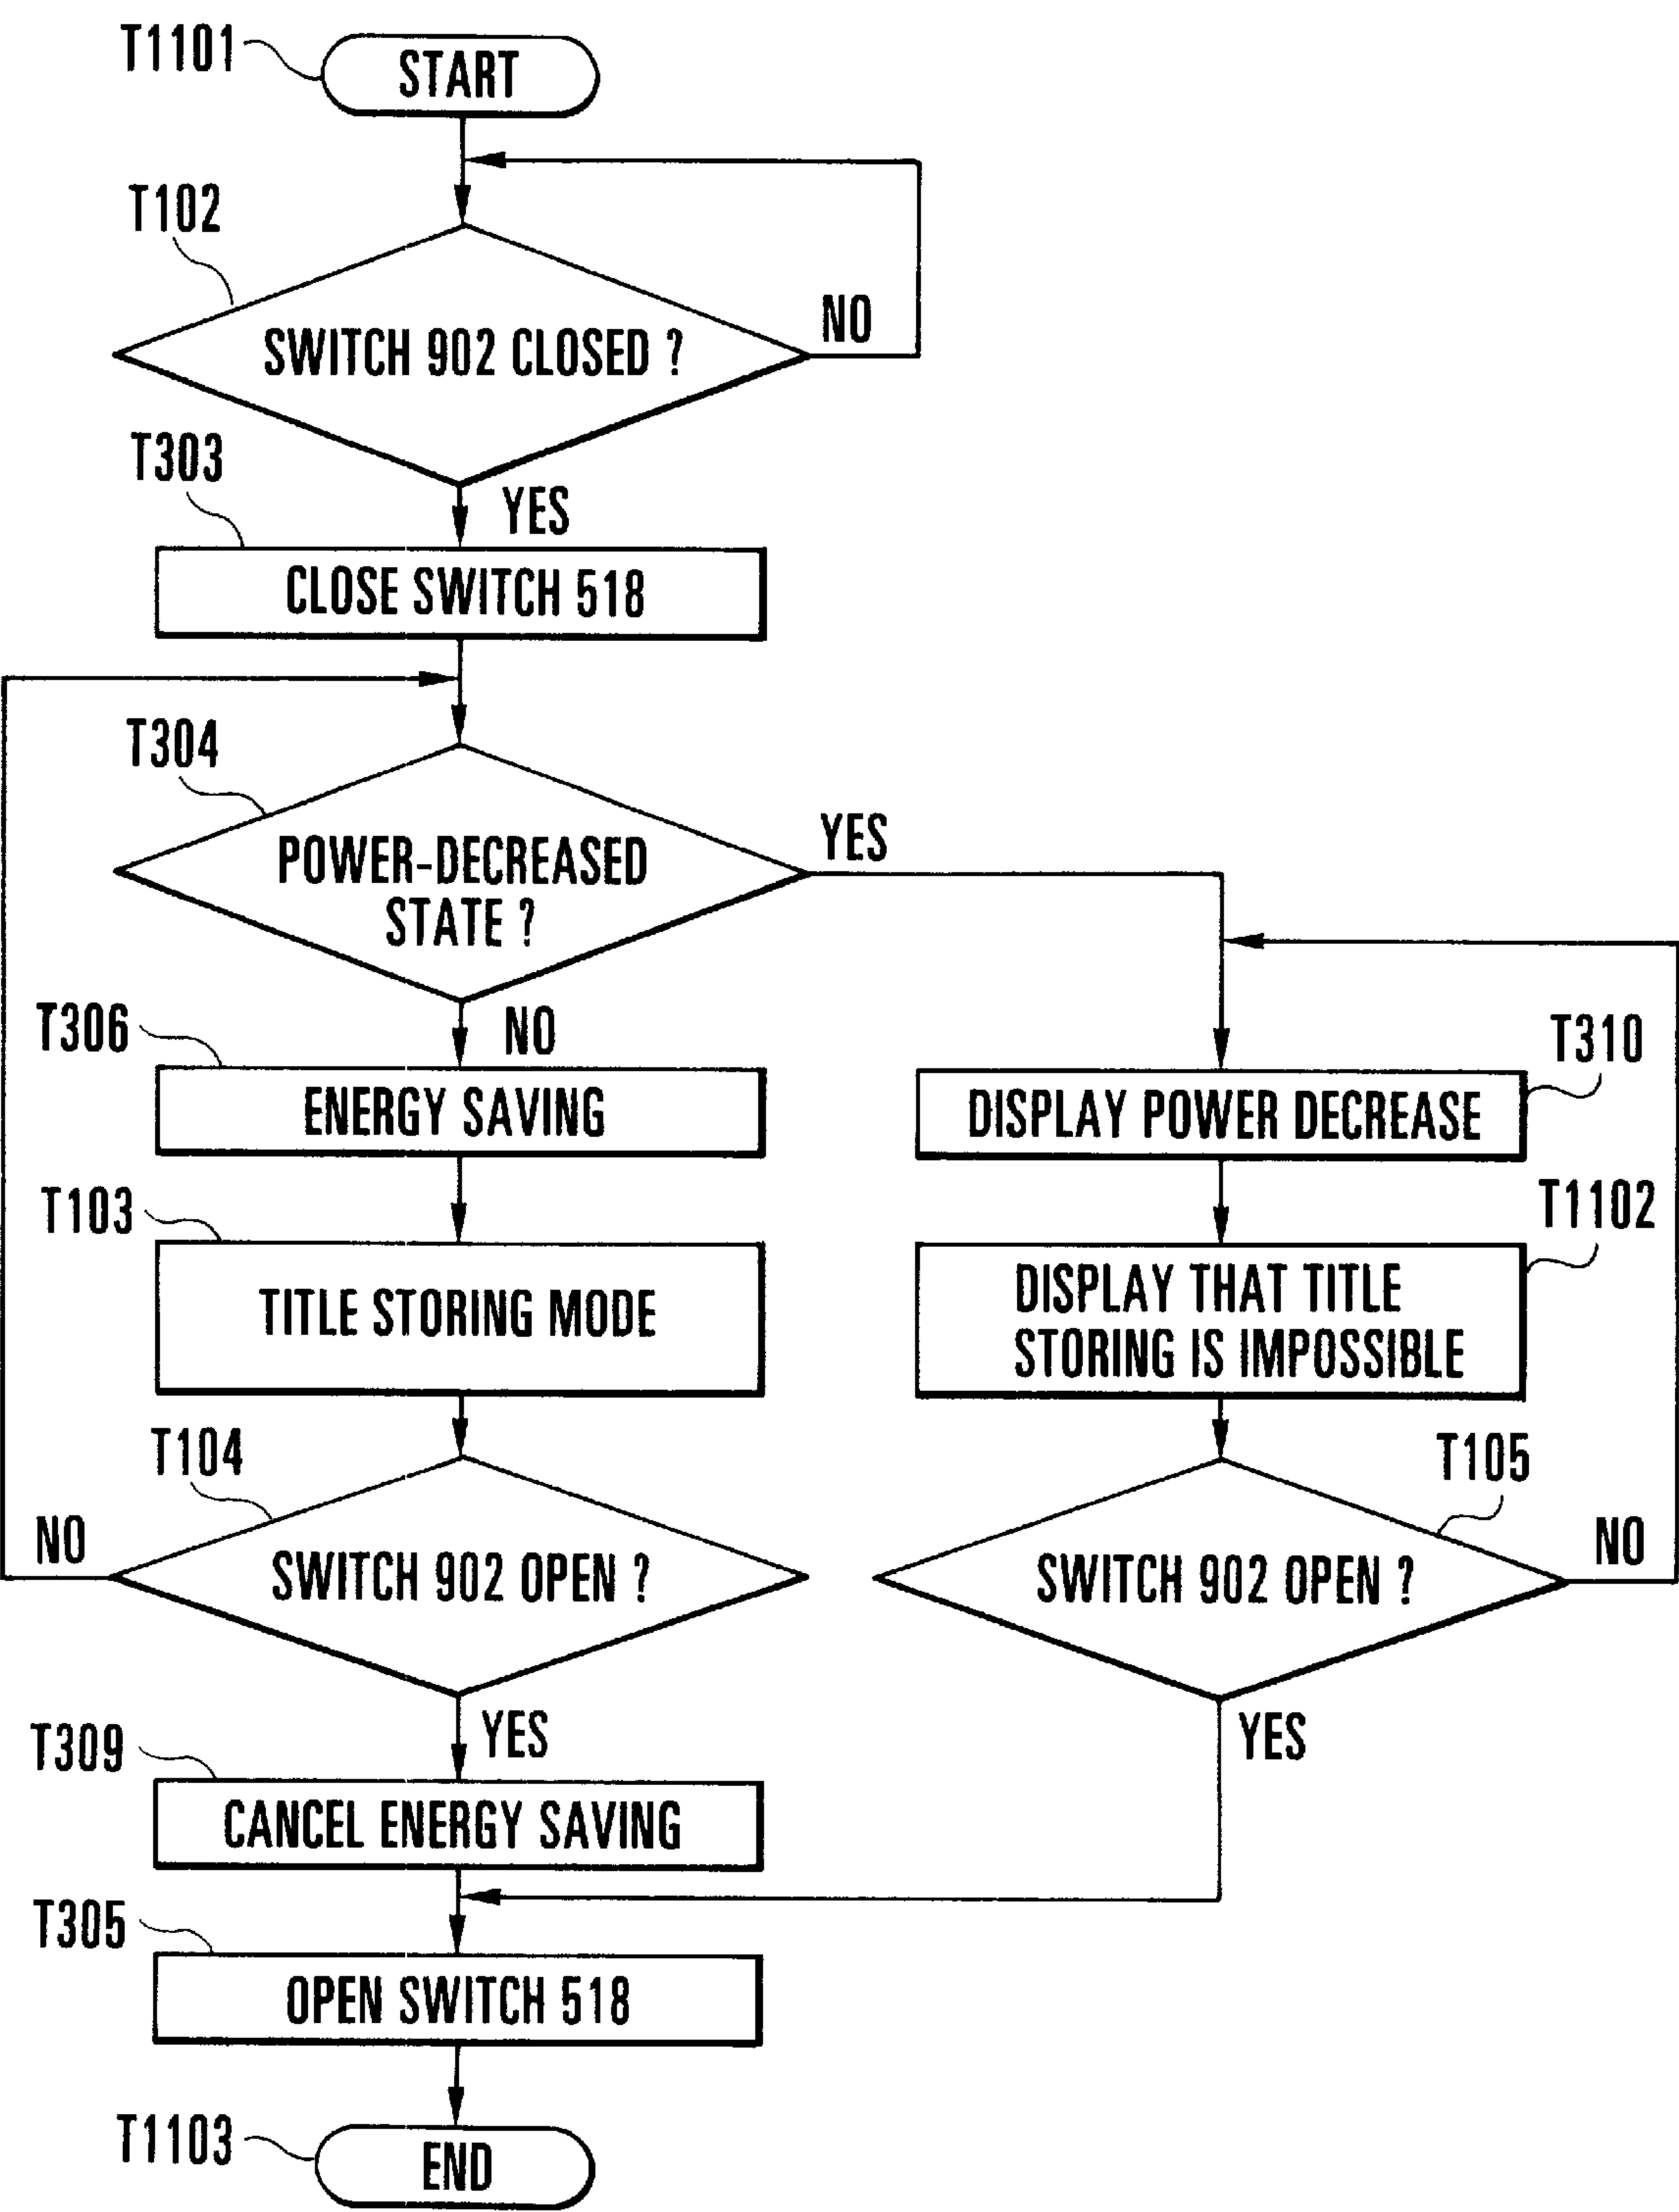 T1101
START
T102
SWITCH 902 CLOSED ?
NO
T303
YES
CLOSE SWITCH 518
T304
POWER-DECREASED
STATE ?
YES
T306
NO
ENERGY SAVING
T310
DISPLAY POWER DECREASE
T103
TITLE STORING MODE
T1102
DISPLAY THAT TITLE
STORING IS IMPOSSIBLE
T104
NO
SWITCH 902 OPEN ?
T105
SWITCH 902 OPEN ?
NO
T309
YES
YES
CANCEL ENERGY SAVING
T305
OPEN SWITCH 518
T1103
END